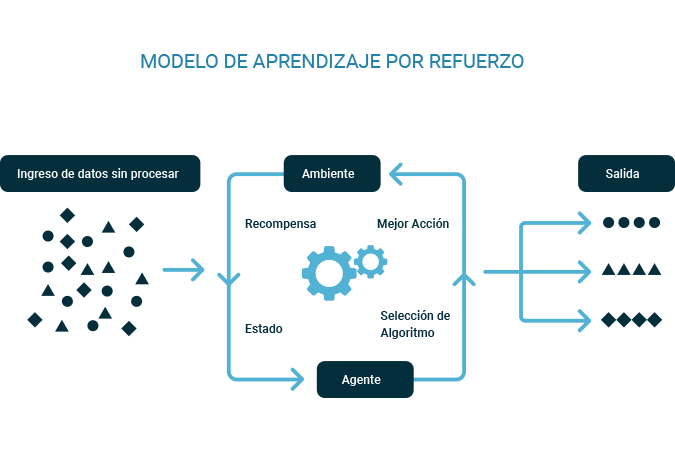 MODELO DE APRENDIZAJE POR REFUERZO
Ingreso de datos sin procesar
Ambiente
Salida
Recompensa
Mejor Acción
Estado
Selección de
Algoritmo
Agente